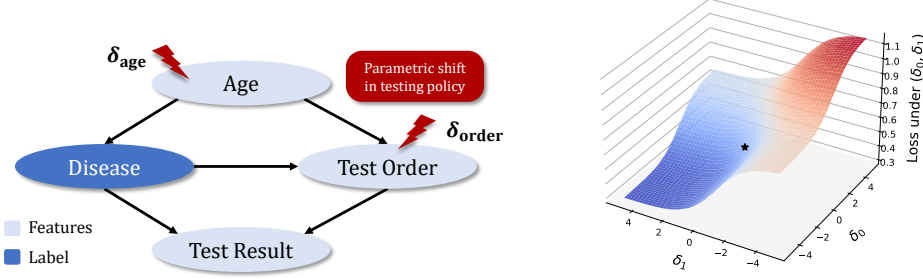 δage
Age
Parametric shift
in testing policy
δorder
Disease
Test Order
Features
Label
Test Result
1.1
1.0
0.9
0.8
0.7
0.6
0.5
0.4
0.3
Loss under (δ0, δ1)
4
2
0
−2
−4
δ1
4
2
0
−2
−4
δ0